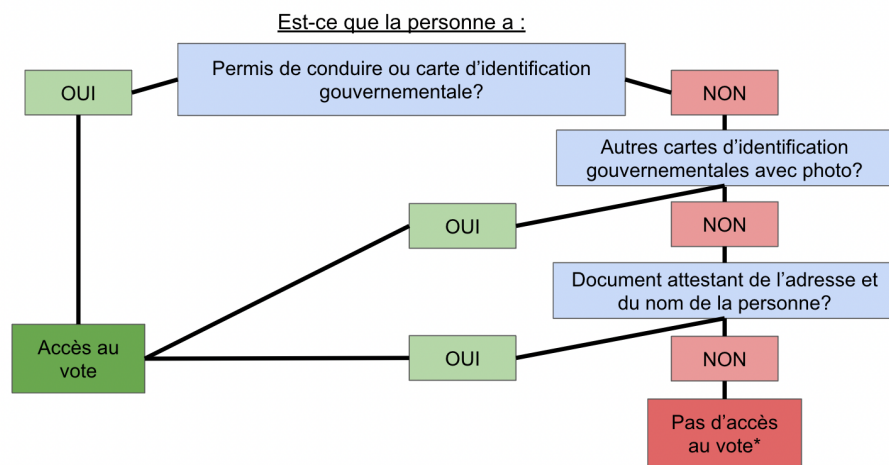 Est-ce que la personne a :
Permis de conduire ou carte d'identification
gouvernementale?
OUI
NON
Autres cartes d'identification
gouvernementales avec photo?
OUI
NON
Document attestant de l'adresse et
du nom de la personne?
Accès au
vote
OUI
NON
Pas d'accès
au vote*